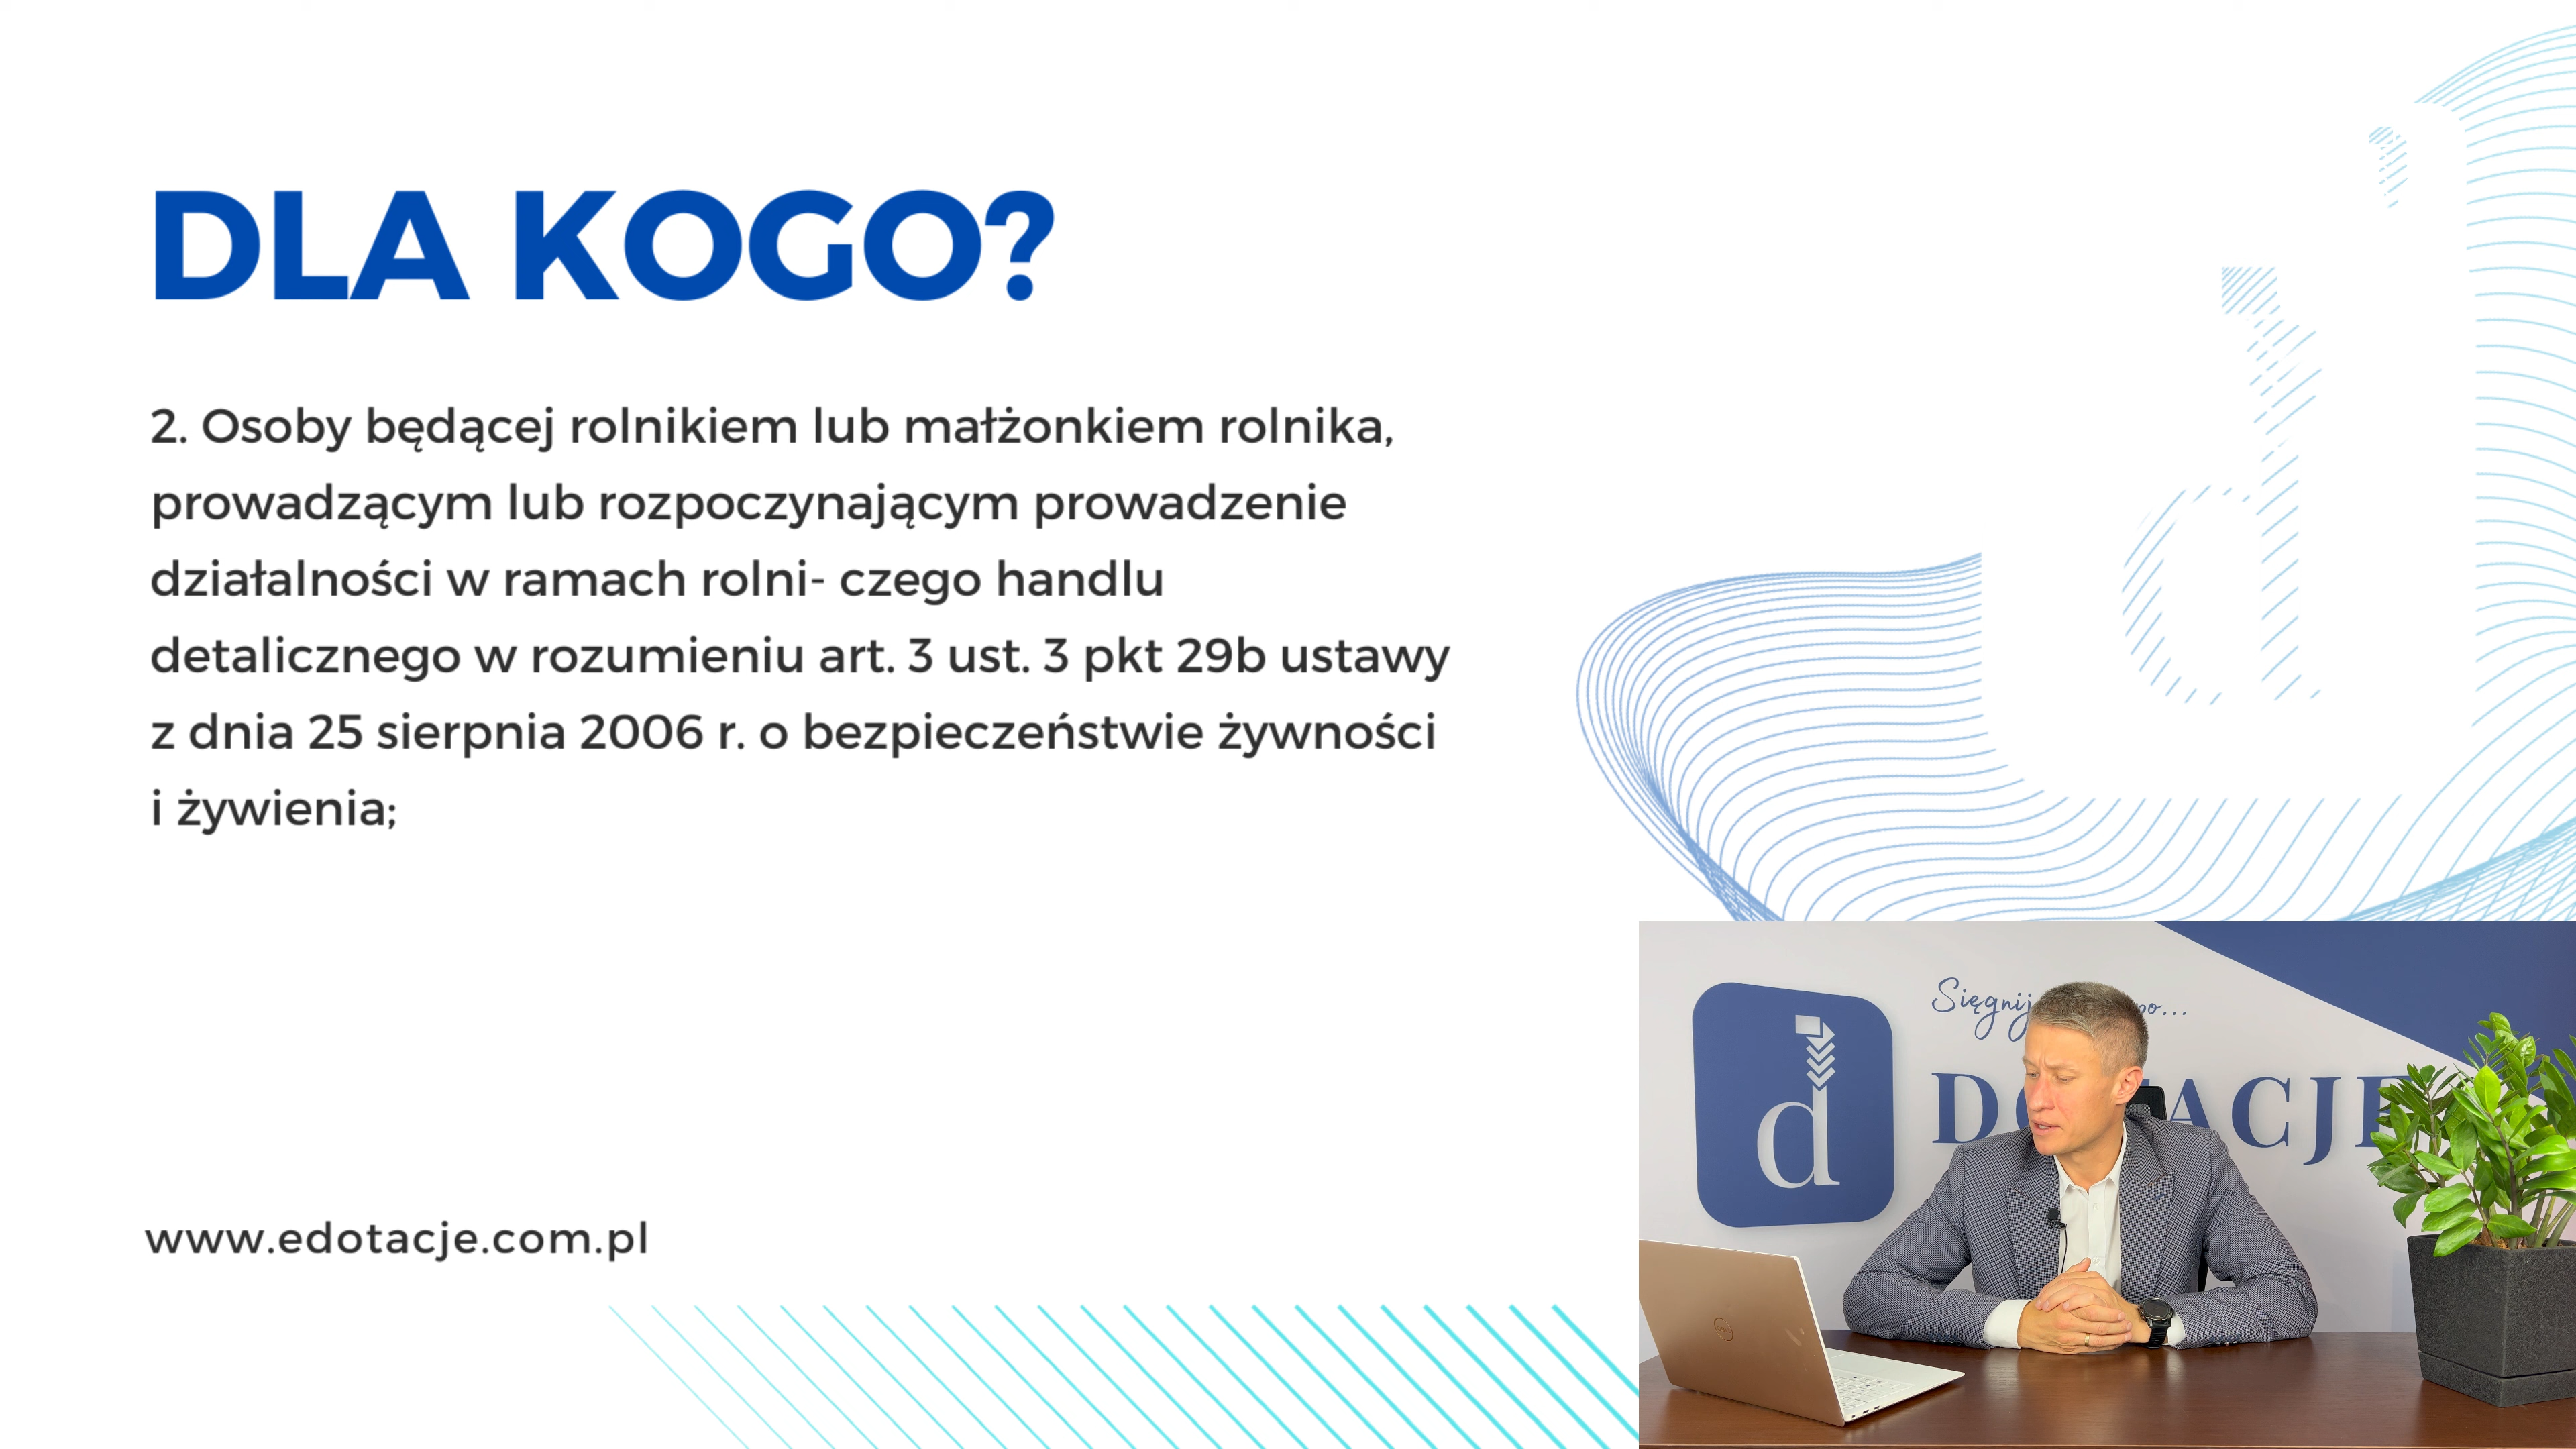 DLA KOGO?
2. Osoby będącej rolnikiem lub małżonkiem rolnika,
prowadzącym lub rozpoczynającym prowadzenie
działalności w ramach rolni- czego handlu
detalicznego w rozumieniu art. 3 ust. 3 pkt 29b ustawy
z dnia 25 sierpnia 2006 r. o bezpieczeństwie żywności
i żywienia;
www.edotacje.com.pl
Sięgnij
d